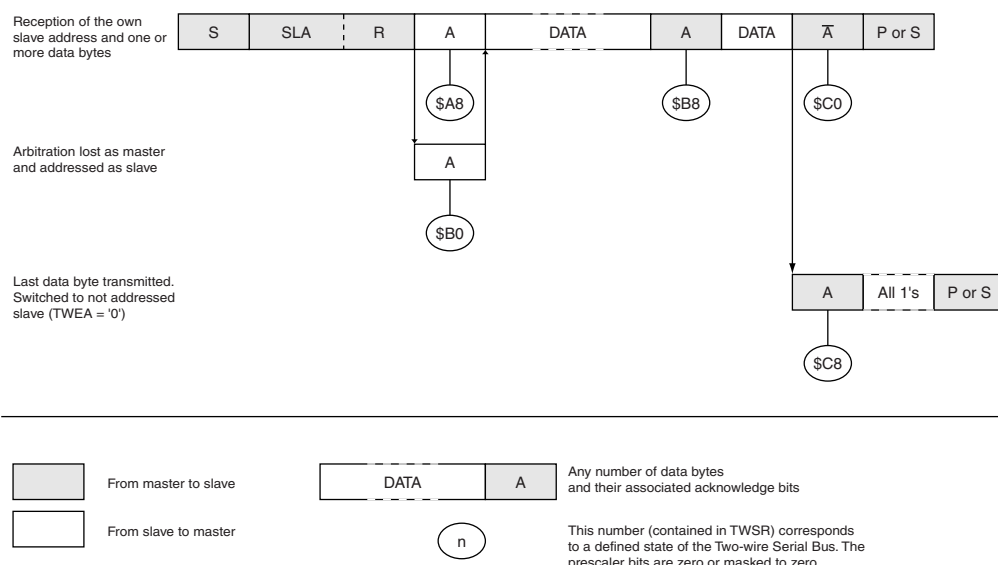 Reception of the own
slave address and one or
more data bytes
S SLA R A DATA A DATA A̅ P or S
$A8 $B8 $C0
Arbitration lost as master
and addressed as slave
A
$B0
Last data byte transmitted.
Switched to not addressed
slave (TWEA = '0')
A All 1's P or S
$C8
From master to slave
DATA A
Any number of data bytes
and their associated acknowledge bits
From slave to master
n
This number (contained in TWSR) corresponds
to a defined state of the Two-wire Serial Bus. The
prescaler bits are zero or masked to zero